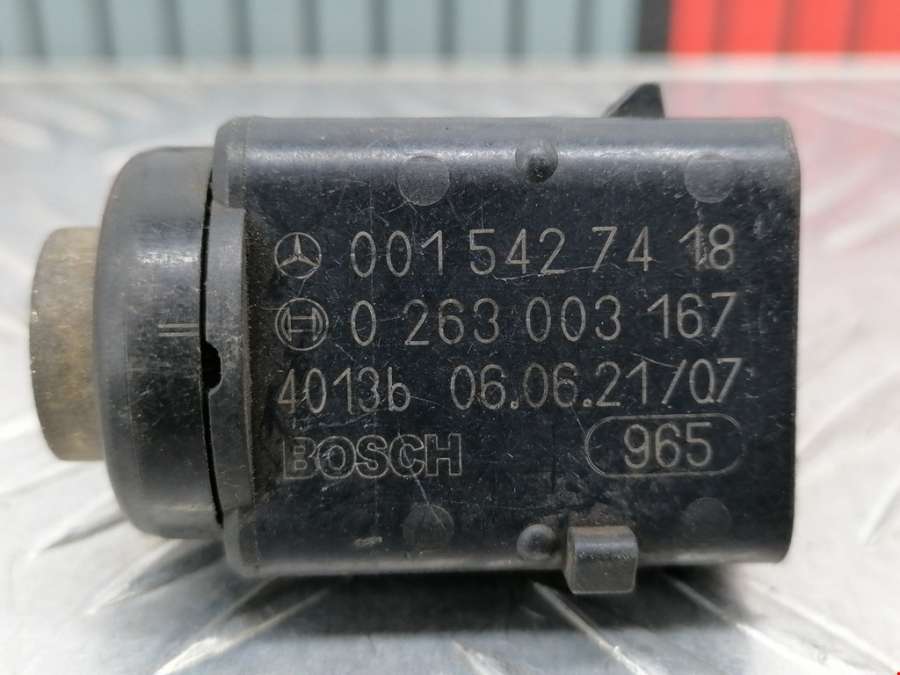 001 542 74 18
0 263 003 167
4013b 06.06.21/07
BOSCH 965